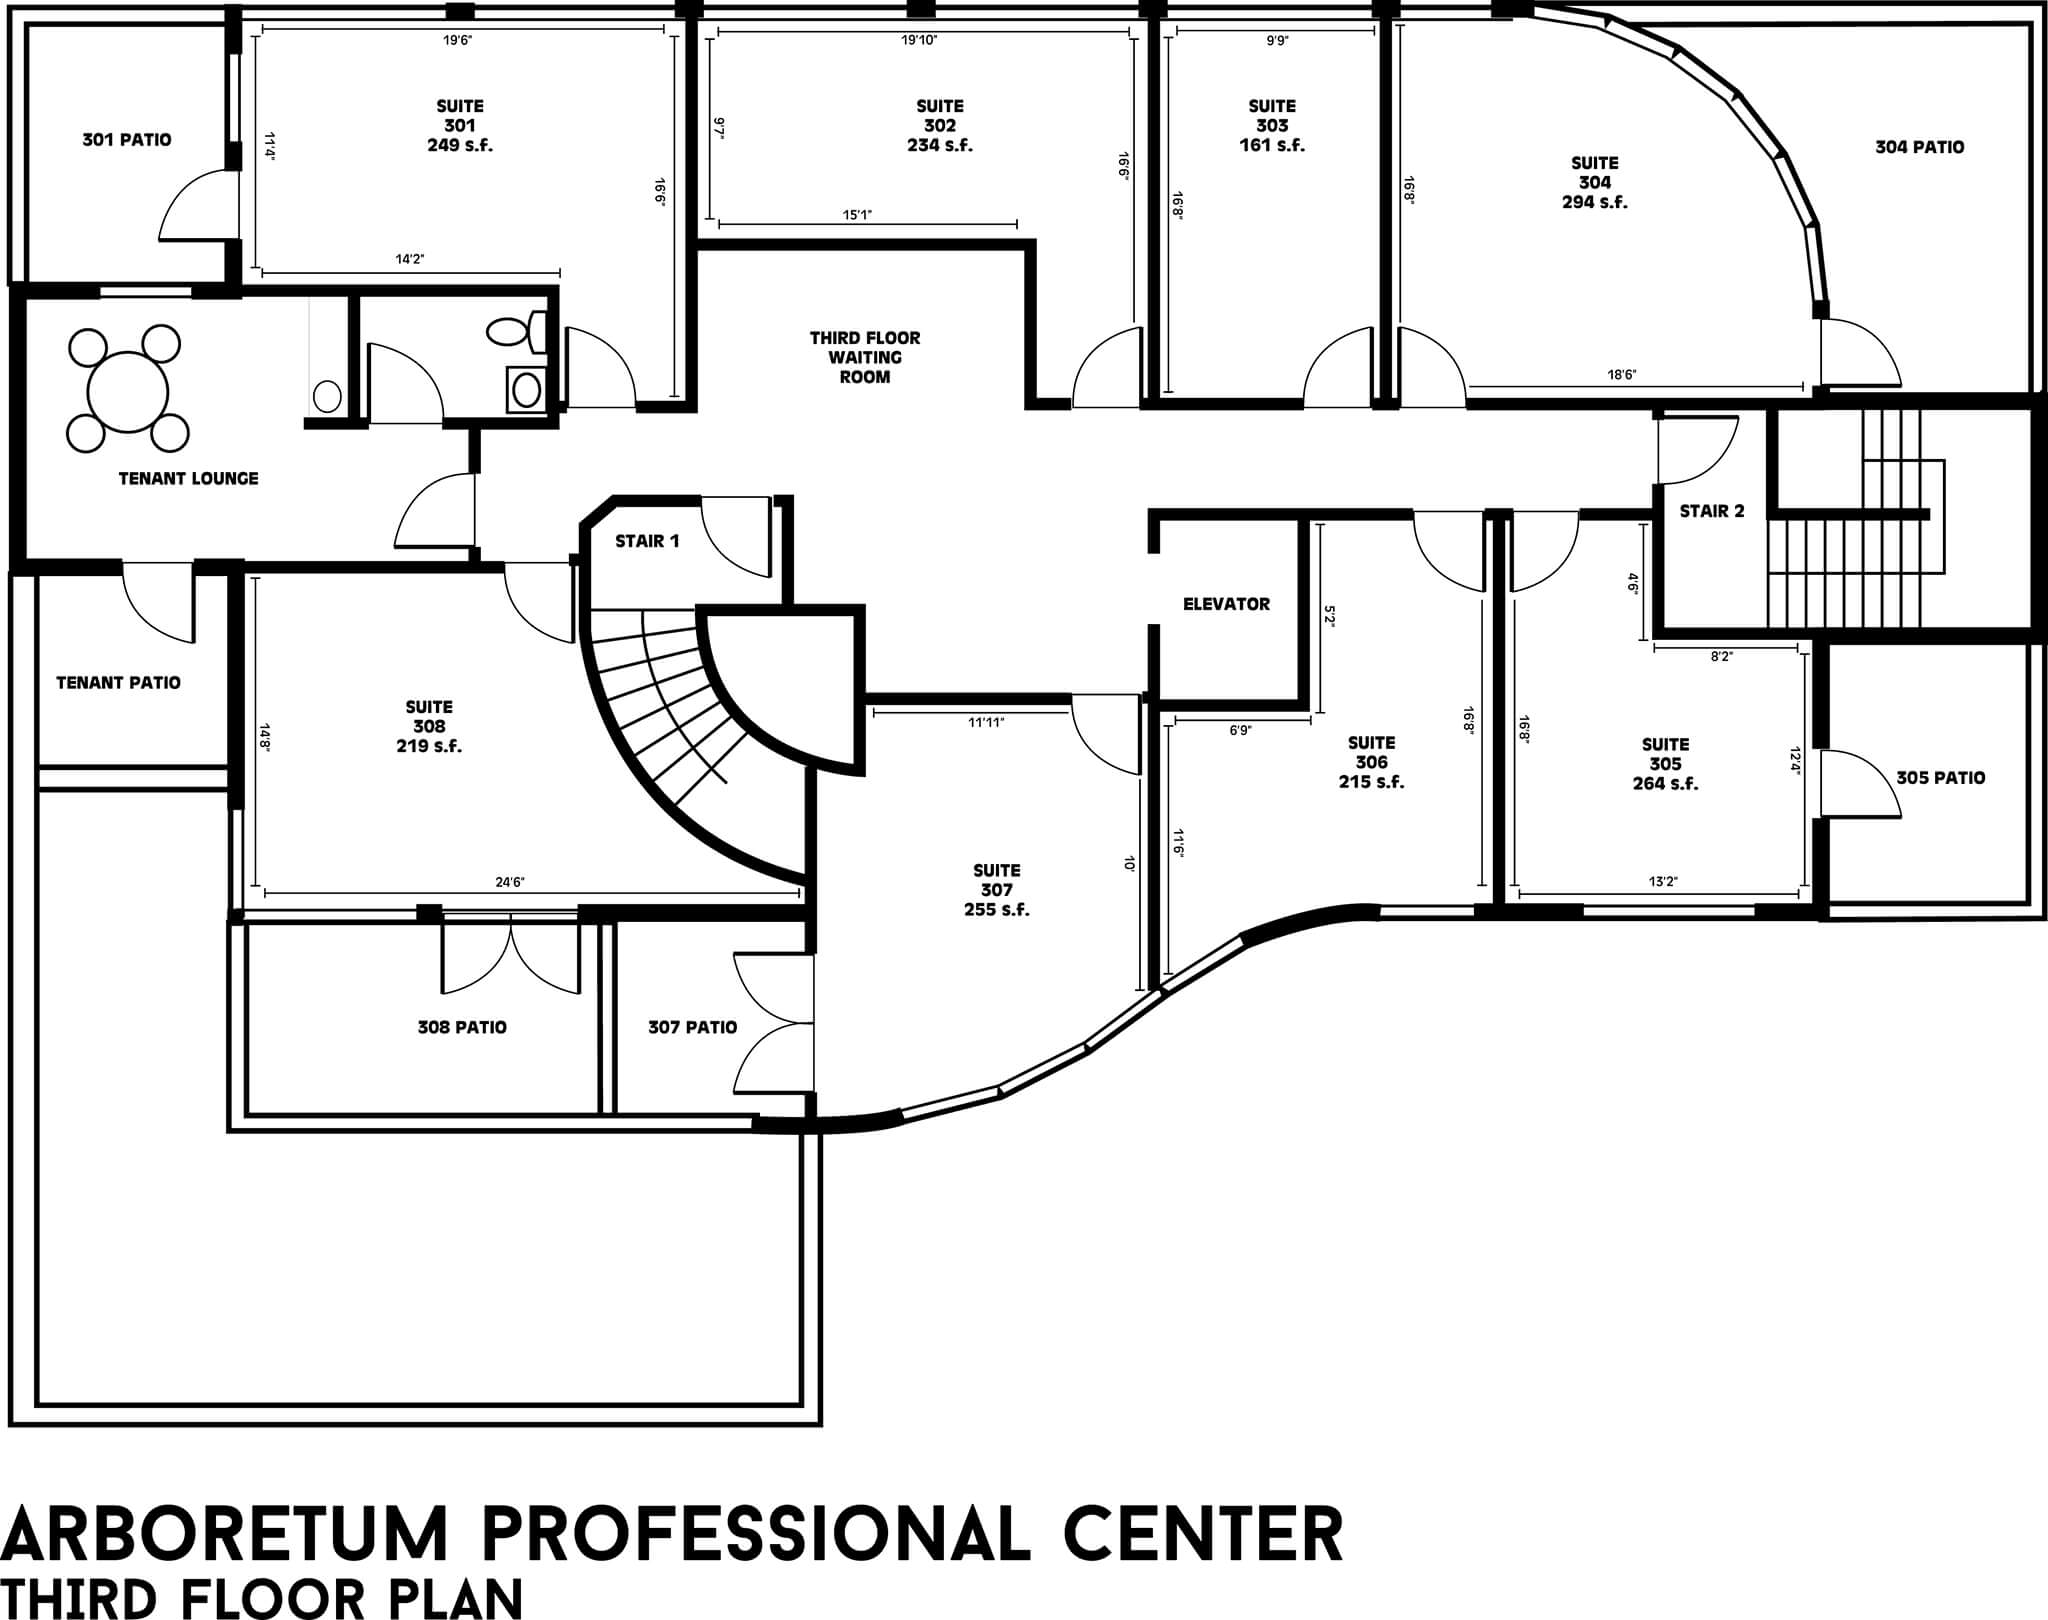 19'6"
19'10"
9'9"
SUITE
301
249 s.f.
SUITE
302
234 s.f.
SUITE
303
161 s.f.
301 PATIO
11'4"
16'6"
9'7"
16'6"
16'8"
16'8"
SUITE
304
294 s.f.
304 PATIO
15'1"
14'2"
THIRD FLOOR
WAITING
ROOM
18'6"
TENANT LOUNGE
STAIR 1
STAIR 2
ELEVATOR
5'2"
4'6"
8'2"
TENANT PATIO
SUITE
308
219 s.f.
14'8"
11'11"
6'9"
16'8"
16'8"
12'4"
SUITE
306
215 s.f.
SUITE
305
264 s.f.
305 PATIO
11'6"
10'
SUITE
307
255 s.f.
24'6"
13'2"
308 PATIO
307 PATIO
ARBORETUM PROFESSIONAL CENTER
THIRD FLOOR PLAN